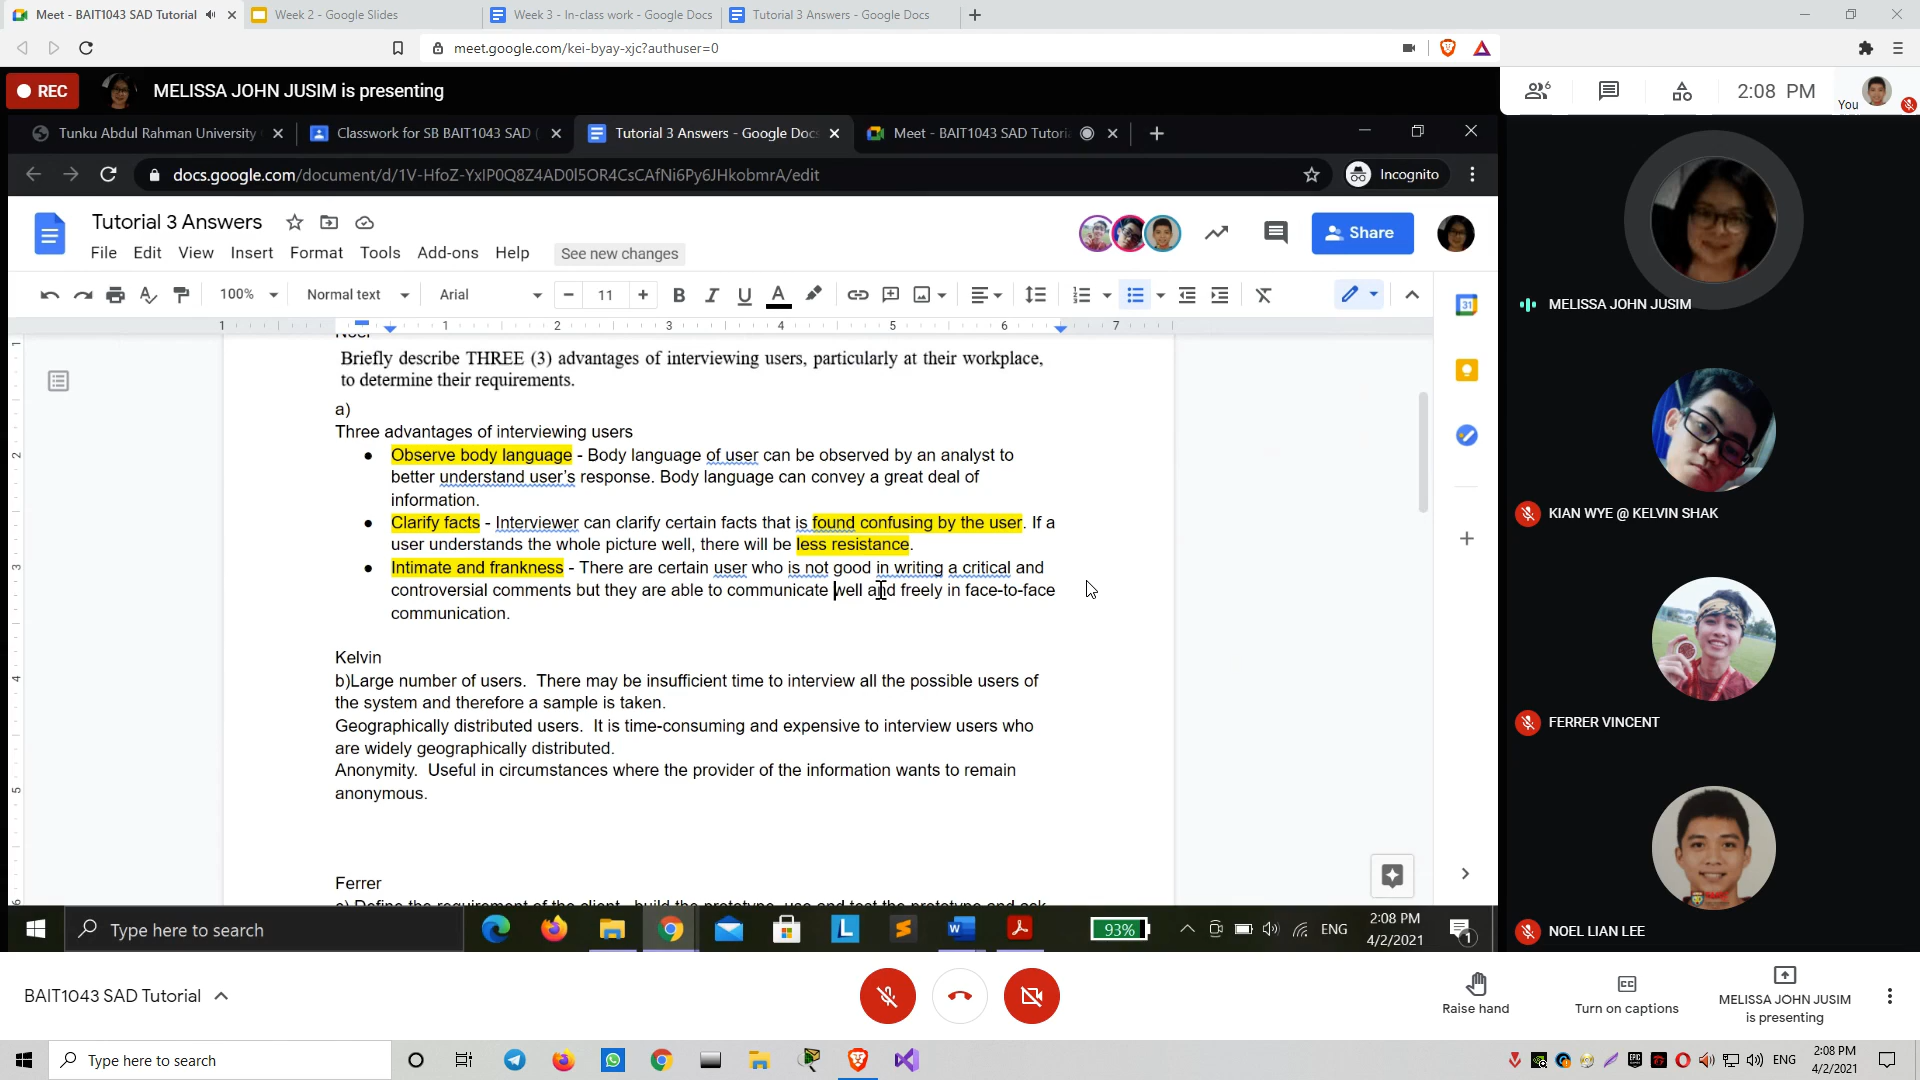 Meet - BAIT1043 SAD Tutorial
Week 2 - Google Slides
Week 3 - In-class work - Google Docs
Tutorial 3 Answers - Google Docs
meet.google.com/kei-byay-xjc?authuser=0
REC
MELISSA JOHN JUSIM is presenting
6
2:08 PM
You
Tunku Abdul Rahman University
Classwork for SB BAIT1043 SAD (
Tutorial 3 Answers - Google Docs
Meet - BAIT1043 SAD Tutoria
docs.google.com/document/d/1V-HfoZ-YxIP0Q8Z4AD0l5OR4CsCAfNi6Py6JHkobmrA/edit
Incognito
Tutorial 3 Answers
Share
File Edit View Insert Format Tools Add-ons Help See new changes
100% Normal text Arial 11
1 1 2 3 4 5 6 7
Noel
Briefly describe THREE (3) advantages of interviewing users, particularly at their workplace,
to determine their requirements.
a)
Three advantages of interviewing users
● Observe body language - Body language of user can be observed by an analyst to
better understand user's response. Body language can convey a great deal of
information.
● Clarify facts - Interviewer can clarify certain facts that is found confusing by the user. If a
user understands the whole picture well, there will be less resistance.
● Intimate and frankness - There are certain user who is not good in writing a critical and
controversial comments but they are able to communicate well and freely in face-to-face
communication.
Kelvin
b)Large number of users.  There may be insufficient time to interview all the possible users of
the system and therefore a sample is taken.
Geographically distributed users.  It is time-consuming and expensive to interview users who
are widely geographically distributed.
Anonymity.  Useful in circumstances where the provider of the information wants to remain
anonymous.
Ferrer
MELISSA JOHN JUSIM
KIAN WYE @ KELVIN SHAK
FERRER VINCENT
NOEL LIAN LEE
Type here to search
93%
ENG
2:08 PM
4/2/2021
1
BAIT1043 SAD Tutorial
Raise hand
Turn on captions
MELISSA JOHN JUSIM
is presenting
Type here to search
ENG
2:08 PM
4/2/2021